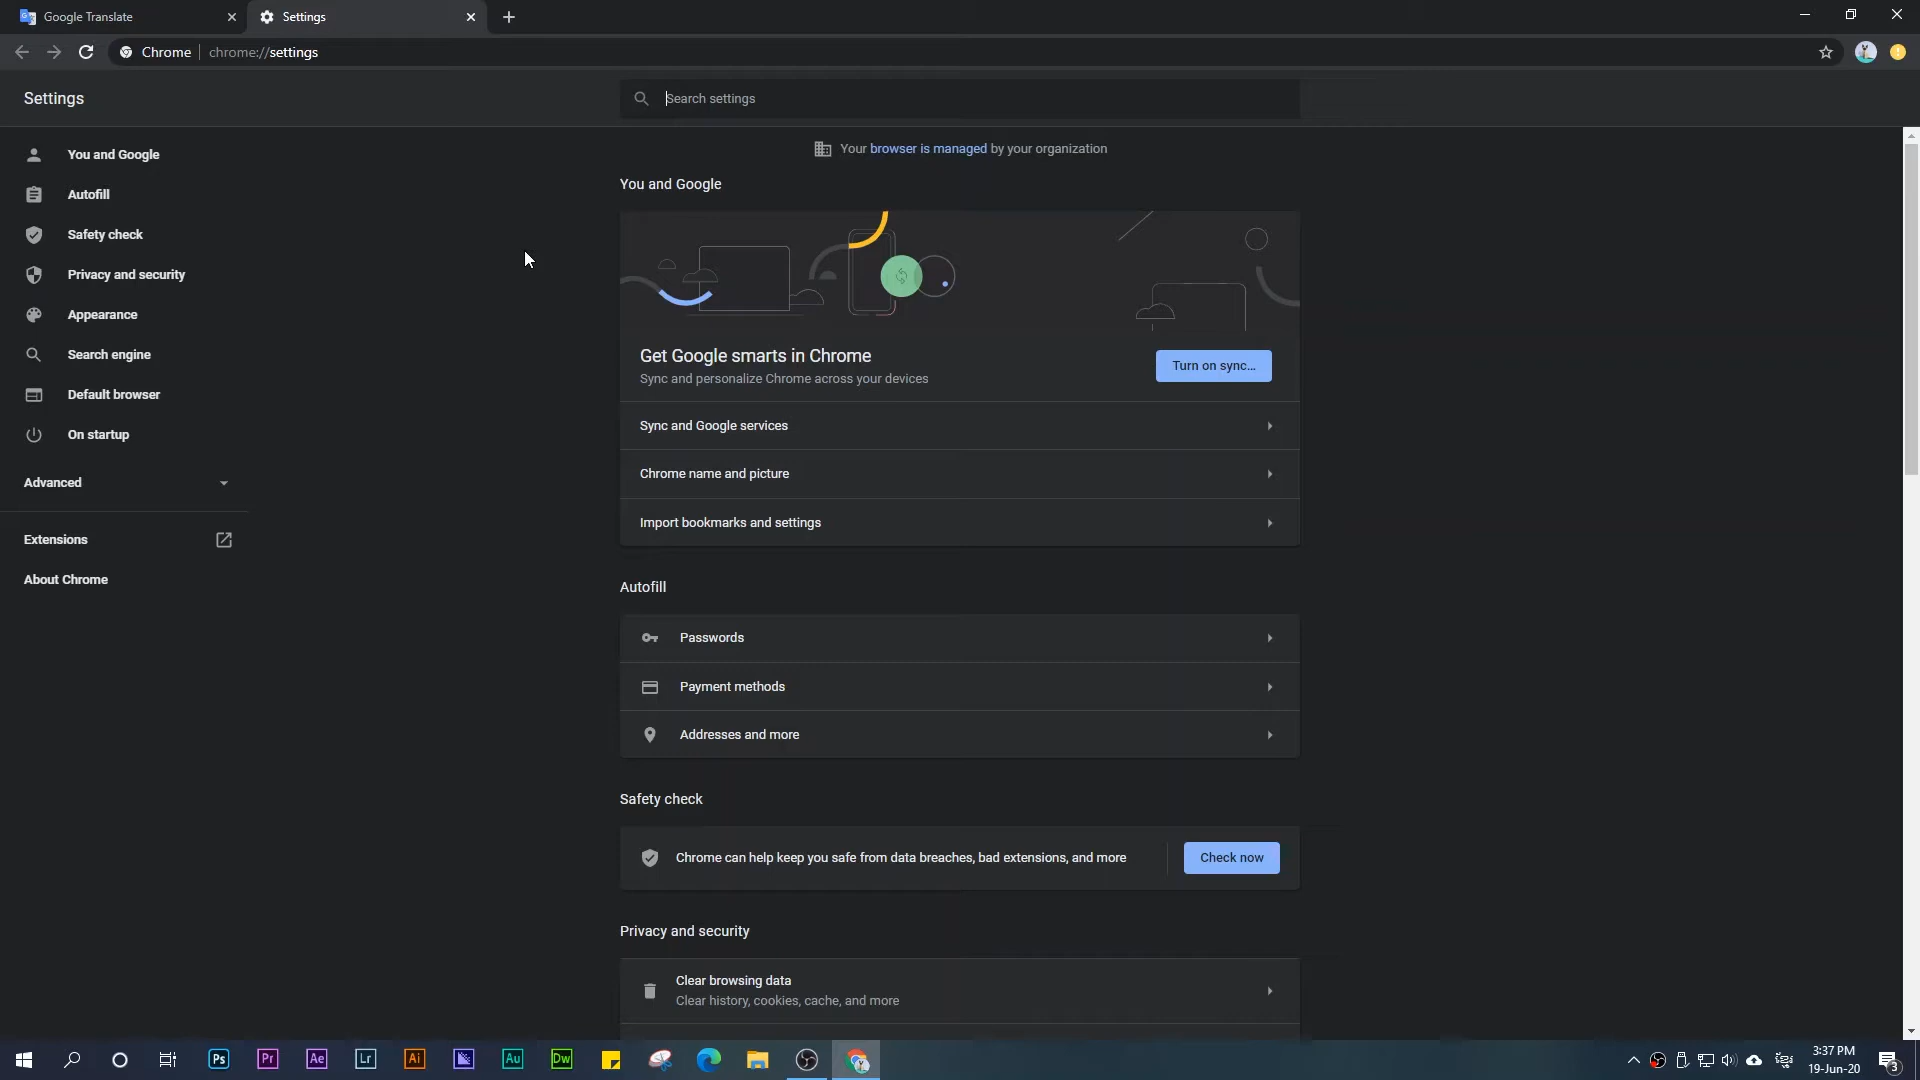 Google Translate
Settings
Chrome
chrome://settings
Settings
Search settings
You and Google
Autofill
Safety check
Privacy and security
Appearance
Search engine
Default browser
On startup
Advanced
Extensions
About Chrome
Your browser is managed by your organization
You and Google
Get Google smarts in Chrome
Sync and personalize Chrome across your devices
Turn on sync...
Sync and Google services
Chrome name and picture
Import bookmarks and settings
Autofill
Passwords
Payment methods
Addresses and more
Safety check
Chrome can help keep you safe from data breaches, bad extensions, and more
Check now
Privacy and security
Clear browsing data
Clear history, cookies, cache, and more
Ps
Pr
Ae
Lr
Ai
Au
Dw
3:37 PM
19-Jun-20
3